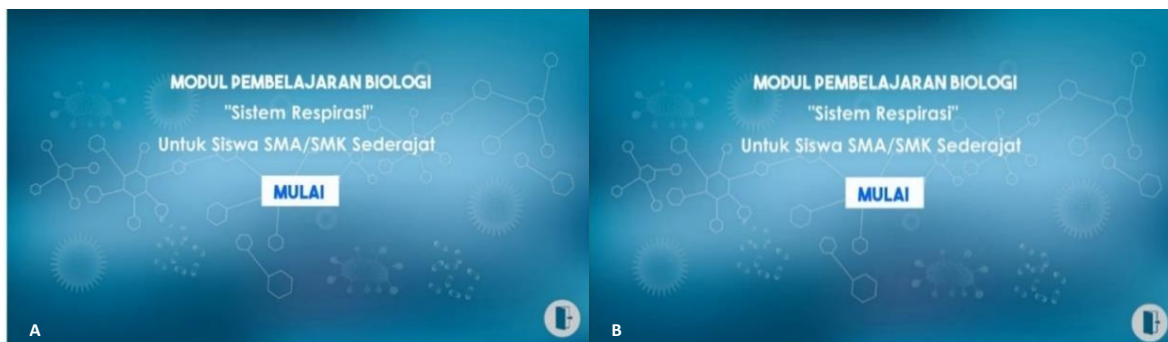 MODUL PEMBELAJARAN BIOLOGI
"Sistem Respirasi"
Untuk Siswa SMA/SMK Sederajat
MULAI
A
MODUL PEMBELAJARAN BIOLOGI
"Sistem Respirasi"
Untuk Siswa SMA/SMK Sederajat
MULAI
B